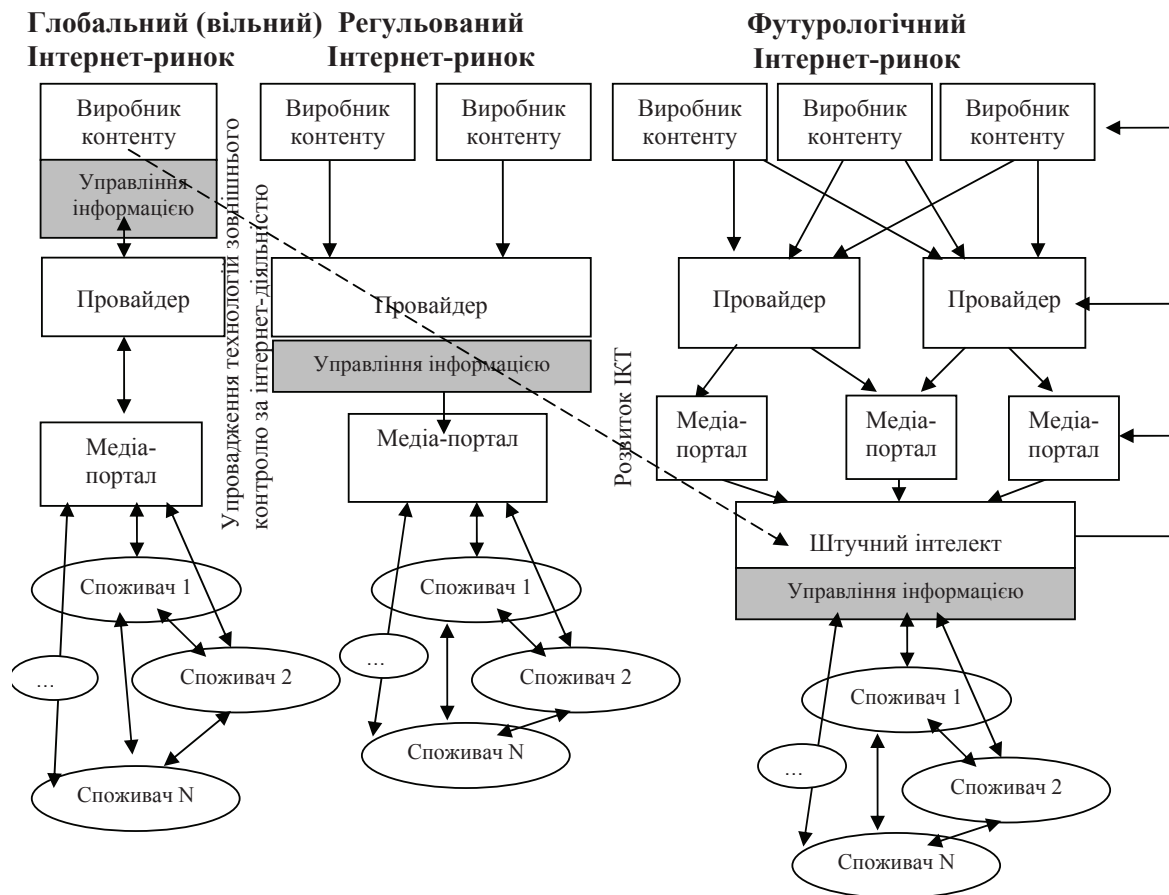 Глобальний (вільний)
Інтернет-ринок
Виробник
контенту
Управління
інформацією
Провайдер
Медіа-
портал
Споживач 1
...
Споживач 2
Споживач N
Упровадження технологій зовнішнього
контролю за інтернет-діяльністю
Регульований
Інтернет-ринок
Виробник
контенту
Виробник
контенту
Провайдер
Управління інформацією
Медіа-портал
Споживач 1
...
Споживач 2
Споживач N
Розвиток ІКТ
Футурологічний
Інтернет-ринок
Виробник
контенту
Виробник
контенту
Виробник
контенту
Провайдер
Провайдер
Медіа-
портал
Медіа-
портал
Медіа-
портал
Штучний інтелект
Управління інформацією
Споживач 1
...
Споживач 2
Споживач N